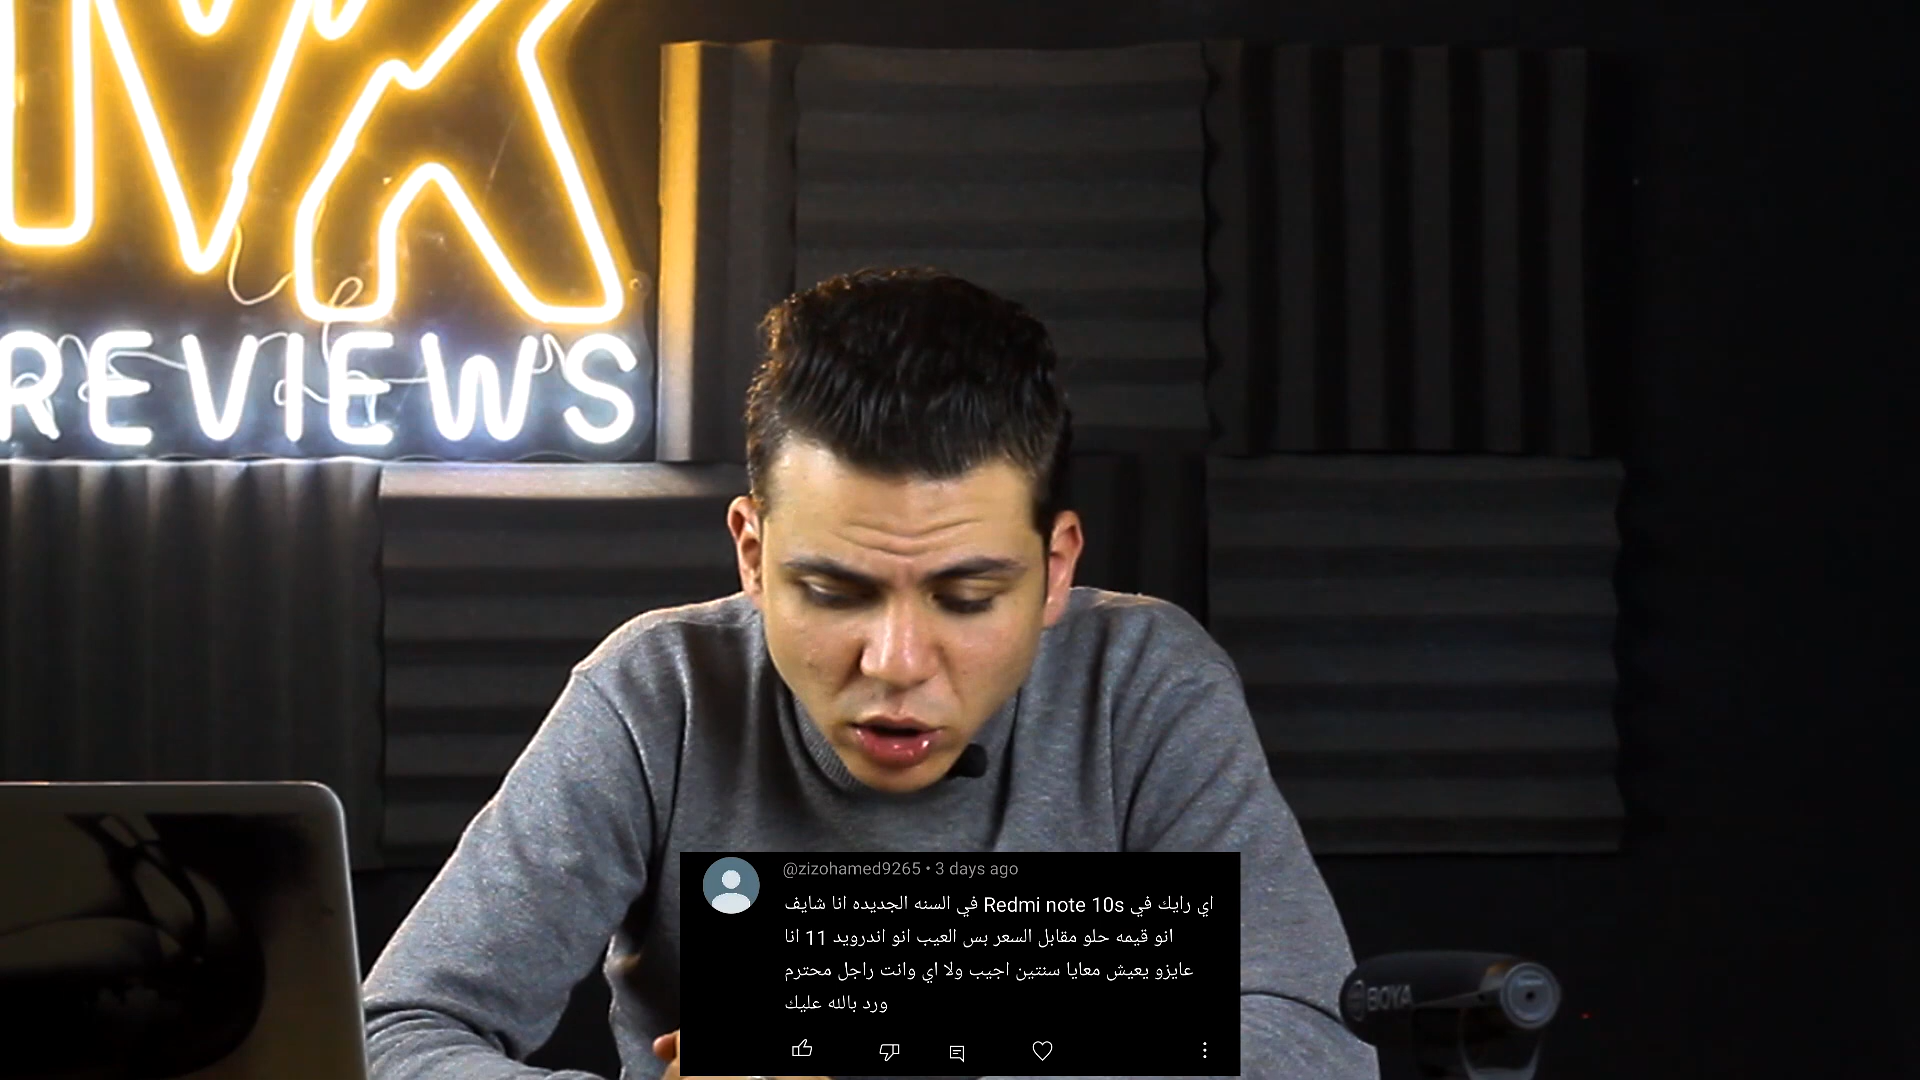 REVIEWS
@zizohamed9265 • 3 days ago
اي رايك في Redmi note 10s في السنه الجديده انا شايف
انو قيمه حلو مقابل السعر بس العيب انو اندرويد 11 انا
عايزو يعيش معايا سنتين اجيب ولا اي وانت راجل محترم
ورد بالله عليك
BOYA